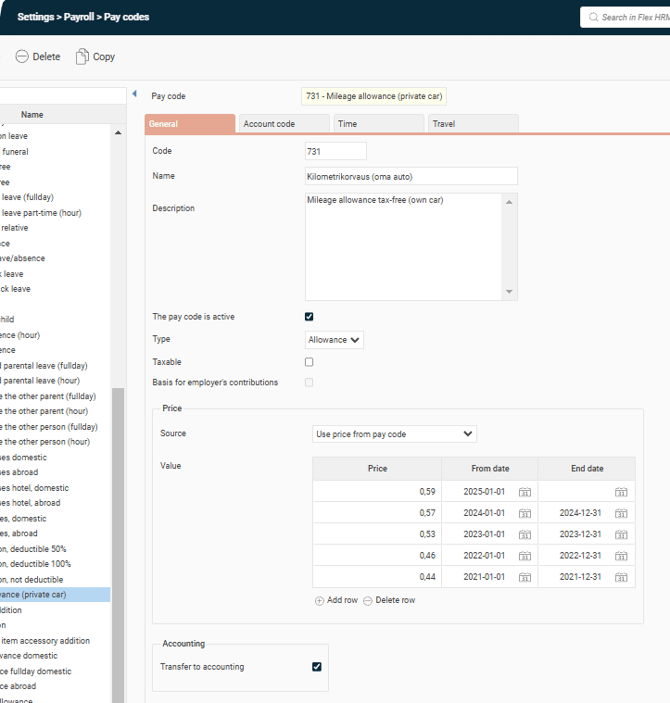 Settings > Payroll > Pay codes
Search in Flex HRM
Delete
Copy
Name
on leave
funeral
ree
ree
leave (fullday)
leave part-time (hour)
relative
nce
ave/absence
k leave
ck leave
hild
ence (hour)
ence
d parental leave (fullday)
d parental leave (hour)
e the other parent (fullday)
e the other parent (hour)
e the other person (fullday)
e the other person (hour)
ses domestic
ses abroad
ses hotel, domestic
ses hotel, abroad
es, domestic
es, abroad
on, deductible 50%
on, deductible 100%
on, not deductible
wance (private car)
ddition
on
item accessory addition
wance domestic
ce fullday domestic
nce abroad
llowance
Pay code
731 - Mileage allowance (private car)
General
Account code
Time
Travel
Code
731
Name
Kilometrikorvaus (oma auto)
Description
Mileage allowance tax-free (own car)
The pay code is active
Type
Allowance
Taxable
Basis for employer's contributions
Price
Source
Use price from pay code
Value
Price From date End date
0,59 2025-01-01
0,57 2024-01-01 2024-12-31
0,53 2023-01-01 2023-12-31
0,46 2022-01-01 2022-12-31
0,44 2021-01-01 2021-12-31
Add row Delete row
Accounting
Transfer to accounting